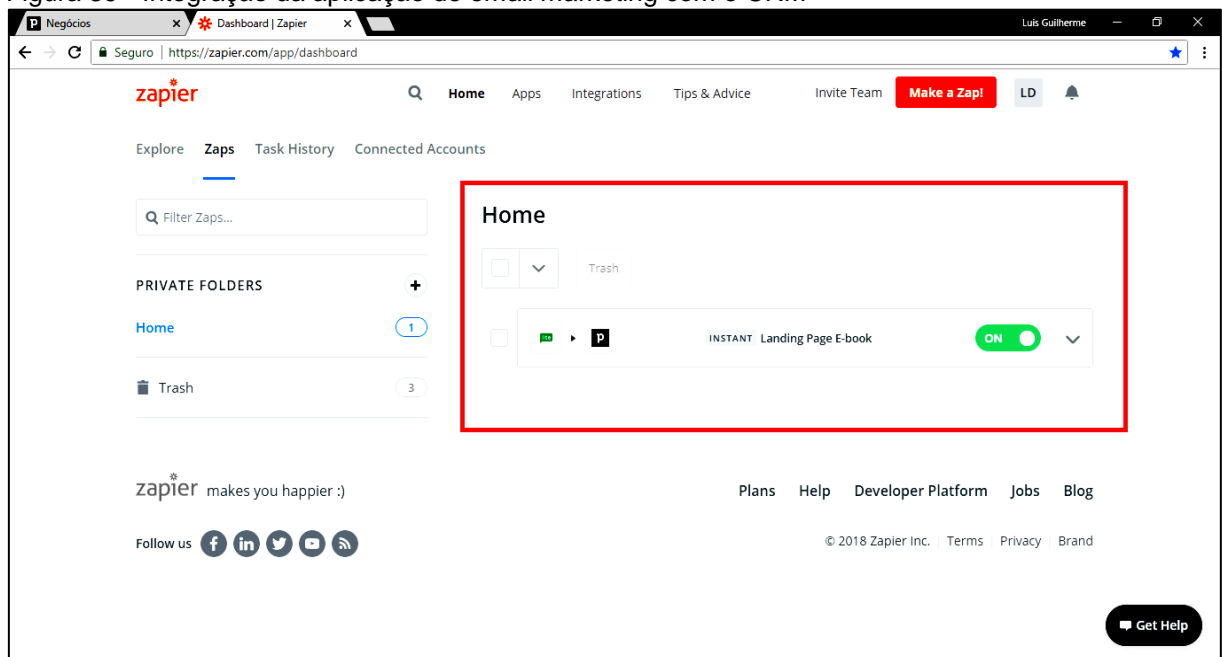 Negócios Dashboard | Zapier Luis Guilherme
Seguro https://zapier.com/app/dashboard
zapier Home Apps Integrations Tips & Advice Invite Team Make a Zap! LD
Explore Zaps Task History Connected Accounts
Filter Zaps...
Home
Trash
PRIVATE FOLDERS
Home 1
INSTANT Landing Page E-book ON
Trash 3
zapier makes you happier :) Plans Help Developer Platform Jobs Blog
Follow us © 2018 Zapier Inc. Terms Privacy Brand
Get Help